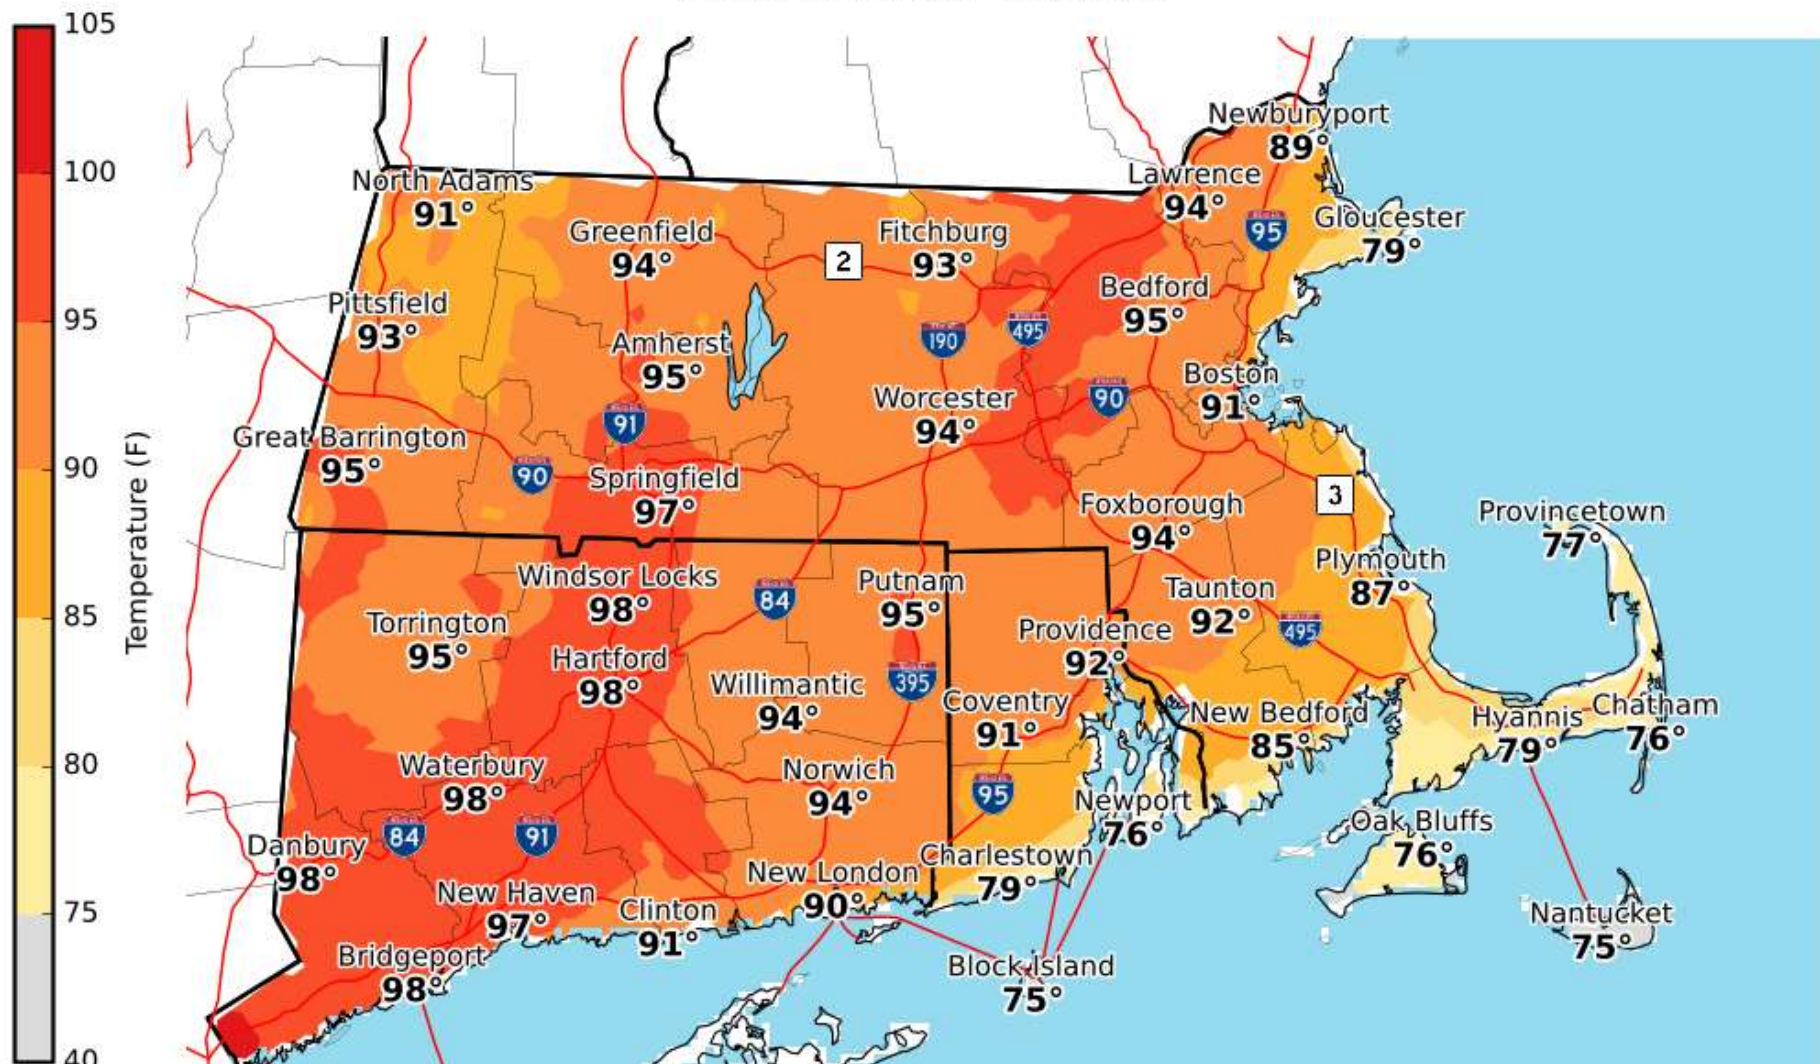 105
100
95
90
85
80
75
40
Temperature (F)
Newburyport
89°
Lawrence
94°
North Adams
91°
95
Gloucester
79°
Greenfield
94°
2
Fitchburg
93°
Bedford
95°
Pittsfield
93°
190
495
Amherst
95°
Boston
91°
Worcester
94°
90
91
Great Barrington
95°
90
Springfield
97°
3
Foxborough
94°
Provincetown
77°
Plymouth
87°
Windsor Locks
98°
84
Putnam
95°
Taunton
92°
495
Torrington
95°
Providence
92°
Hartford
98°
Willimantic
94°
395
Coventry
91°
New Bedford
85°
Hyannis
79°
Chatham
76°
Waterbury
98°
Norwich
94°
95
Newport
76°
Oak Bluffs
76°
84
91
Danbury
98°
Charlestown
79°
New London
90°
New Haven
97°
Clinton
91°
Nantucket
75°
Bridgeport
98°
Block Island
75°